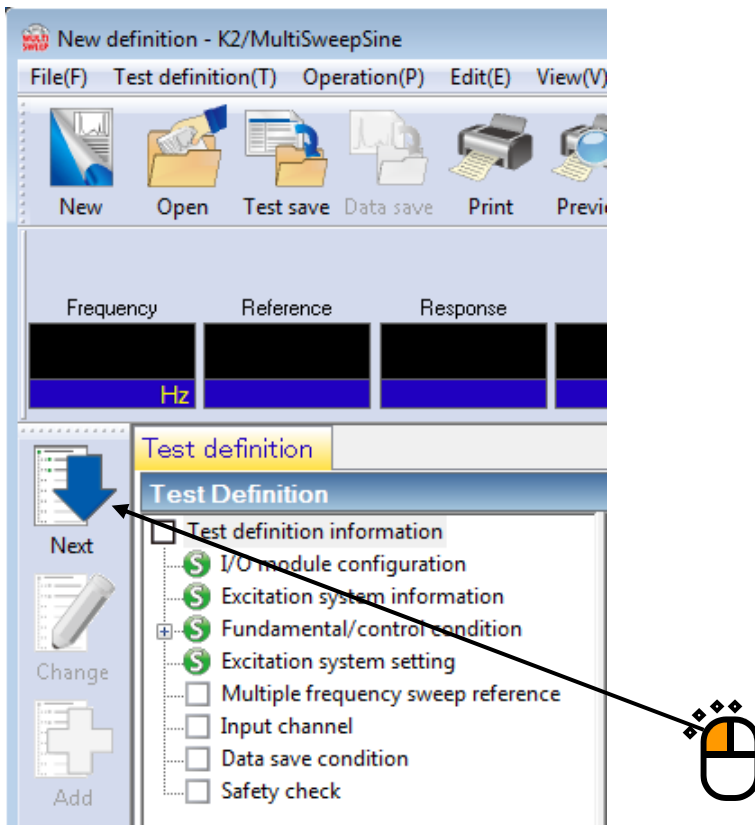 New definition - K2/MultiSweepSine
File(F) Test definition(T) Operation(P) Edit(E) View(V)
New Open Test save Data save Print
Frequency Reference Response
Hz
Test definition
Test Definition
Next
Test definition information
I/O module configuration
Excitation system information
Fundamental/control condition
Excitation system setting
Multiple frequency sweep reference
Input channel
Data save condition
Safety check
Change
Add